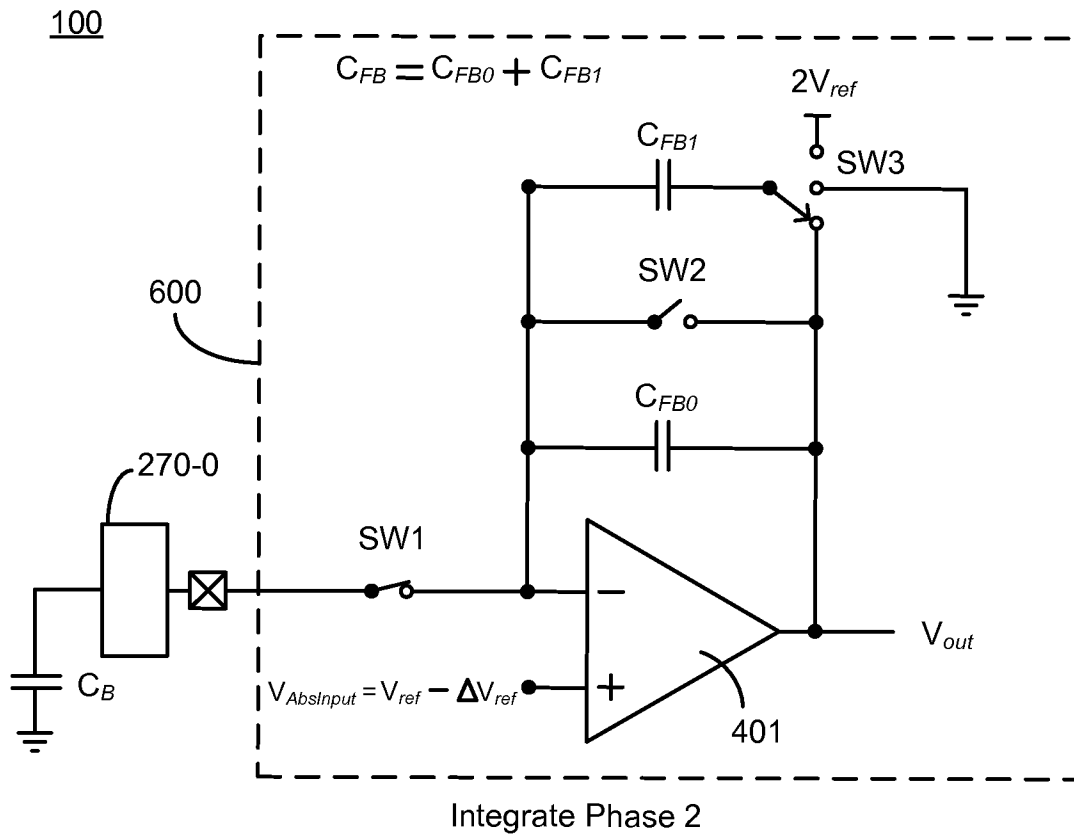 100
C_FB = C_FB0 + C_FB1
2V_ref
C_FB1
SW3
SW2
600
C_FB0
270-0
SW1
C_B
V_AbsInput = V_ref − ΔV_ref
−
+
V_out
401
Integrate Phase 2